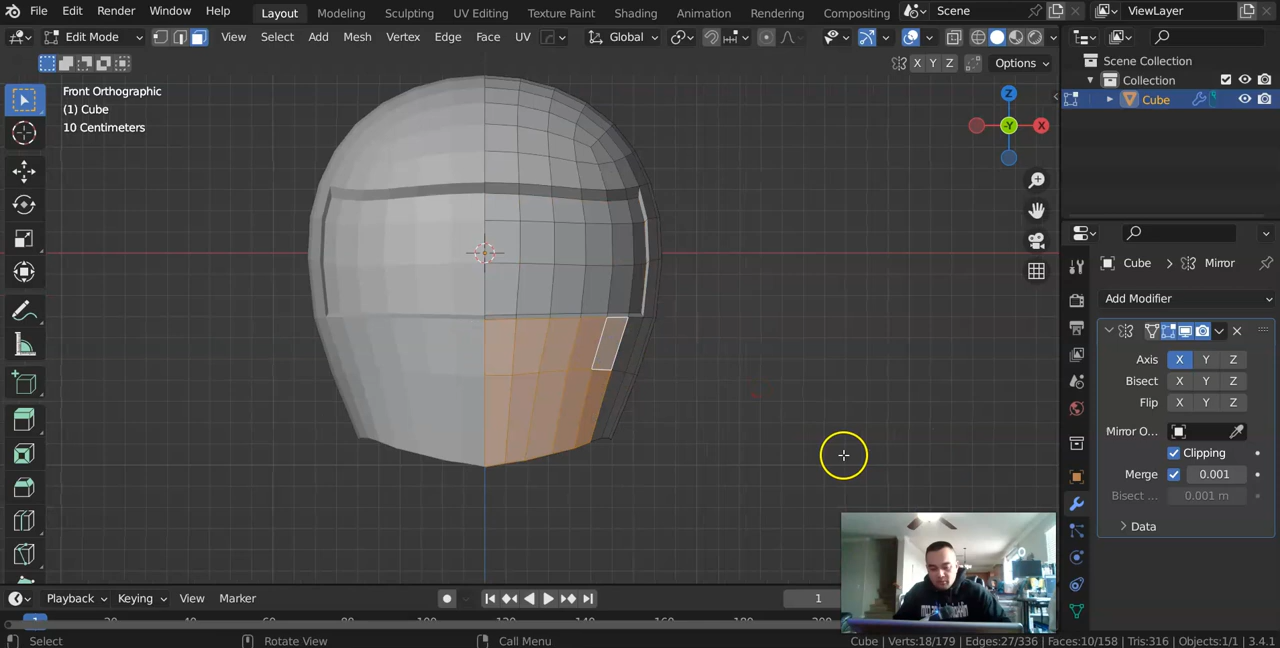 File Edit Render Window Help Layout Modeling Sculpting UV Editing Texture Paint Shading Animation Rendering Compositing Scene ViewLayer
Edit Mode View Select Add Mesh Vertex Edge Face UV Global
X Y Z Options
Scene Collection
Collection
Cube
Front Orthographic
(1) Cube
10 Centimeters
Z
-Y
X
Cube > Mirror
Add Modifier
Axis X Y Z
Bisect X Y Z
Flip X Y Z
Mirror O...
Clipping
Merge 0.001
Bisect ... 0.001 m
Data
Playback Keying View Marker 1
1
Select Rotate View Call Menu Cube | Verts:18/179 | Edges:27/336 | Faces:10/158 | Tris:316 | Objects:1/1 | 3.4.1